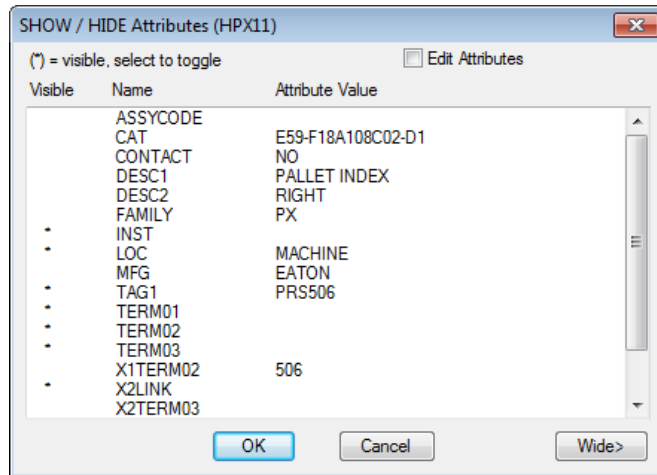 SHOW / HIDE Attributes (HPX11)
(*) = visible, select to toggle Edit Attributes
Visible Name Attribute Value
ASSYCODE
CAT E59-F18A108C02-D1
CONTACT NO
DESC1 PALLET INDEX
DESC2 RIGHT
FAMILY PX
* INST
* LOC MACHINE
MFG EATON
* TAG1 PRS506
* TERM01
* TERM02
* TERM03
X1TERM02 506
* X2LINK
X2TERM03
OK Cancel Wide>